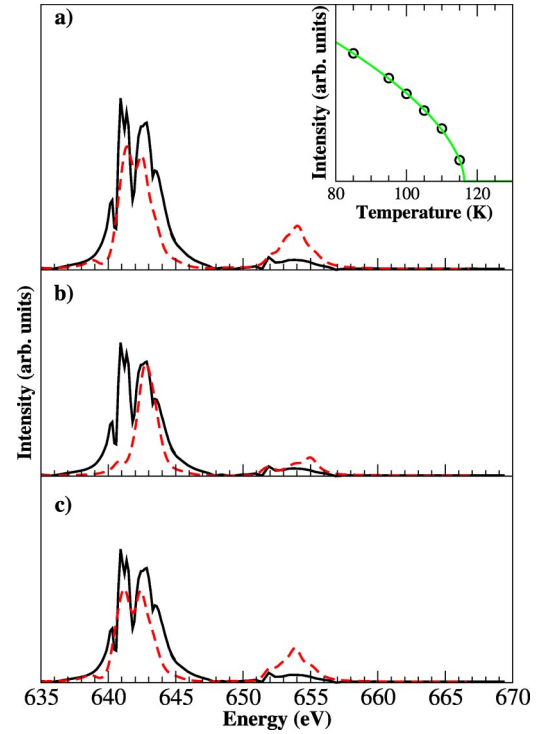 a)
Intensity (arb. units)
80 100 120
Temperature (K)
b)
Intensity (arb. units)
c)
635 640 645 650 655 660 665 670
Energy (eV)